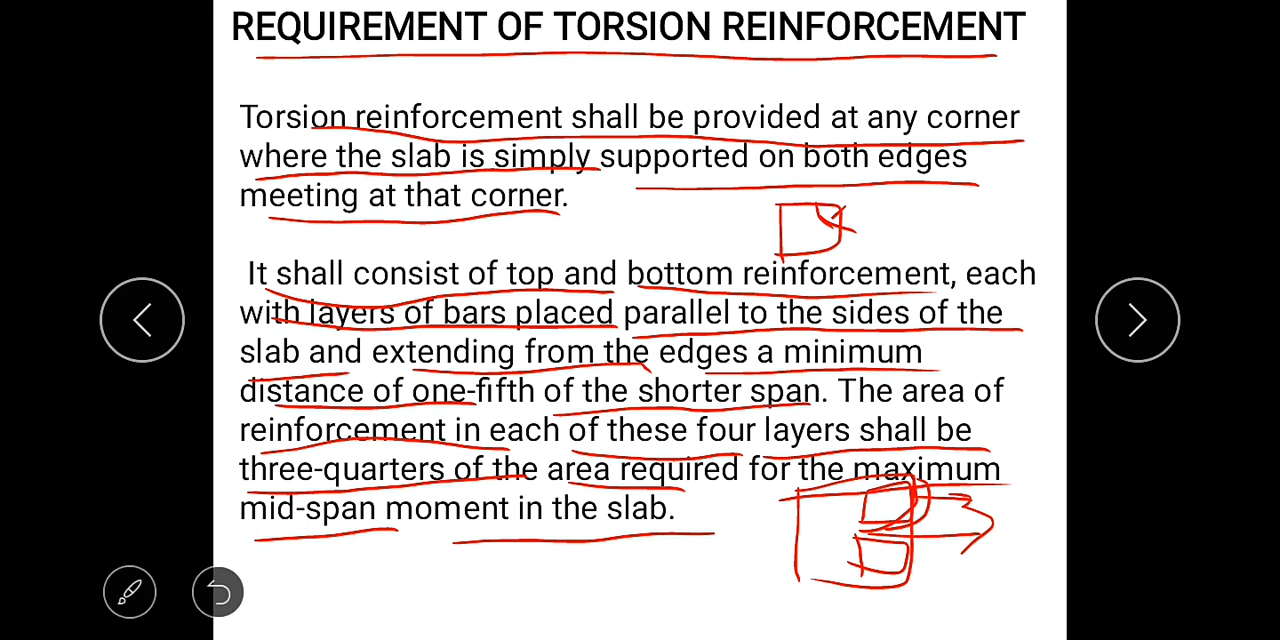 REQUIREMENT OF TORSION REINFORCEMENT
Torsion reinforcement shall be provided at any corner
where the slab is simply supported on both edges
meeting at that corner.
It shall consist of top and bottom reinforcement, each
with layers of bars placed parallel to the sides of the
slab and extending from the edges a minimum
distance of one-fifth of the shorter span. The area of
reinforcement in each of these four layers shall be
three-quarters of the area required for the maximum
mid-span moment in the slab.